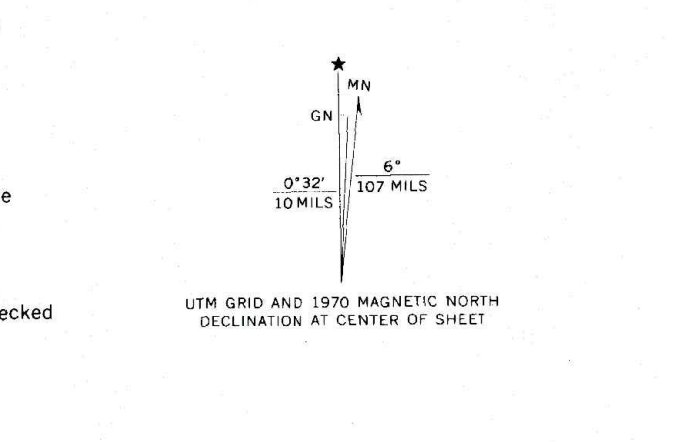 ★
MN
GN
6°
107 MILS
0°32'
10 MILS
e
ecked
UTM GRID AND 1970 MAGNETIC NORTH
DECLINATION AT CENTER OF SHEET